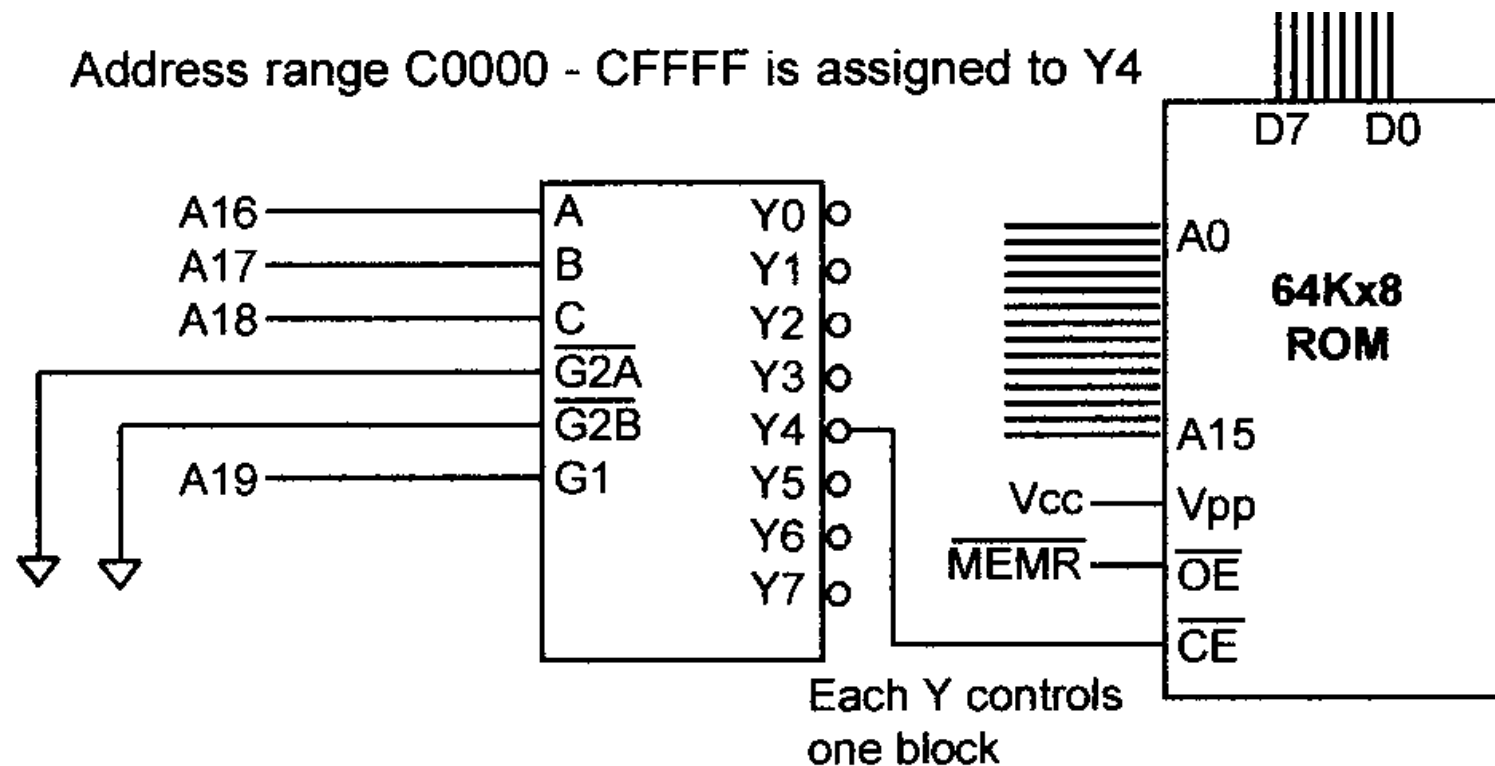 Address range C0000 - CFFFF is assigned to Y4
D7 D0
A16 A Y0
A17 B Y1
A18 C Y2
G2A Y3
G2B Y4
A19 G1 Y5
Y6
Y7
A0
64Kx8
ROM
A15
Vcc Vpp
MEMR OE
CE
Each Y controls
one block